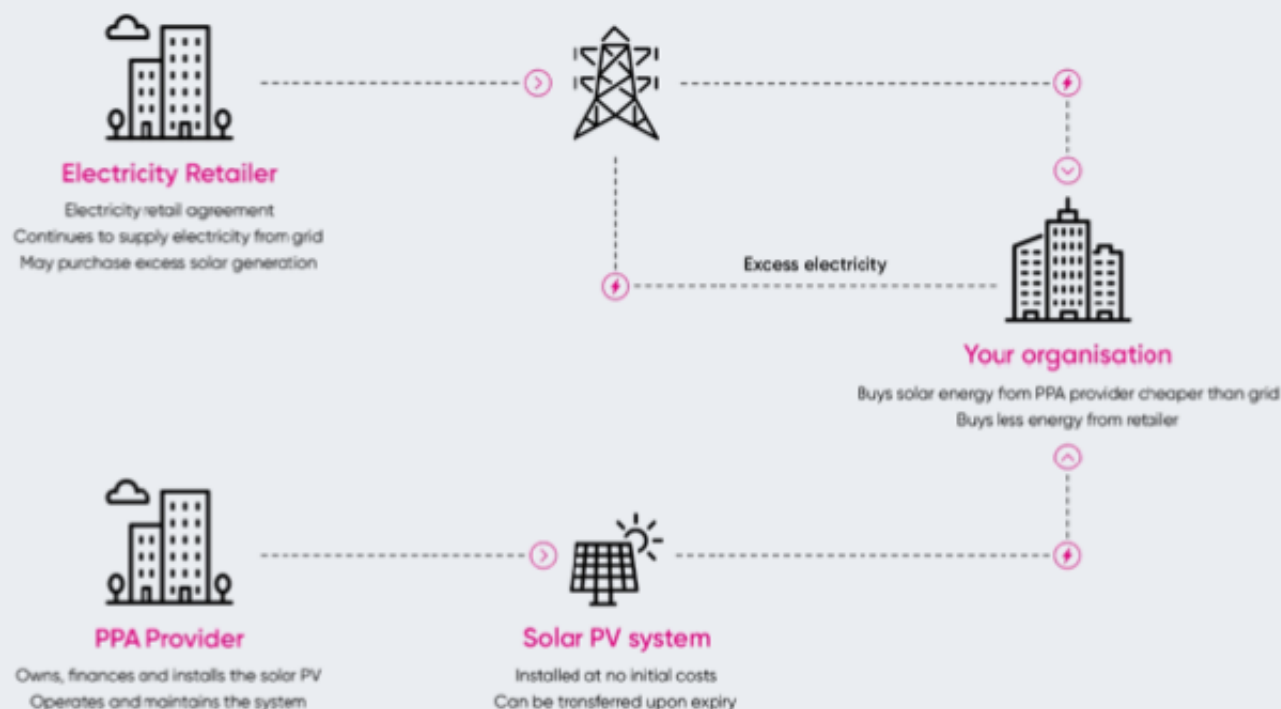 Electricity Retailer
Electricity retail agreement
Continues to supply electricity from grid
May purchase excess solar generation
Excess electricity
Your organisation
Buys solar energy from PPA provider cheaper than grid
Buys less energy from retailer
PPA Provider
Owns, finances and installs the solar PV
Operates and maintains the system
Solar PV system
Installed at no initial costs
Can be transferred upon expiry